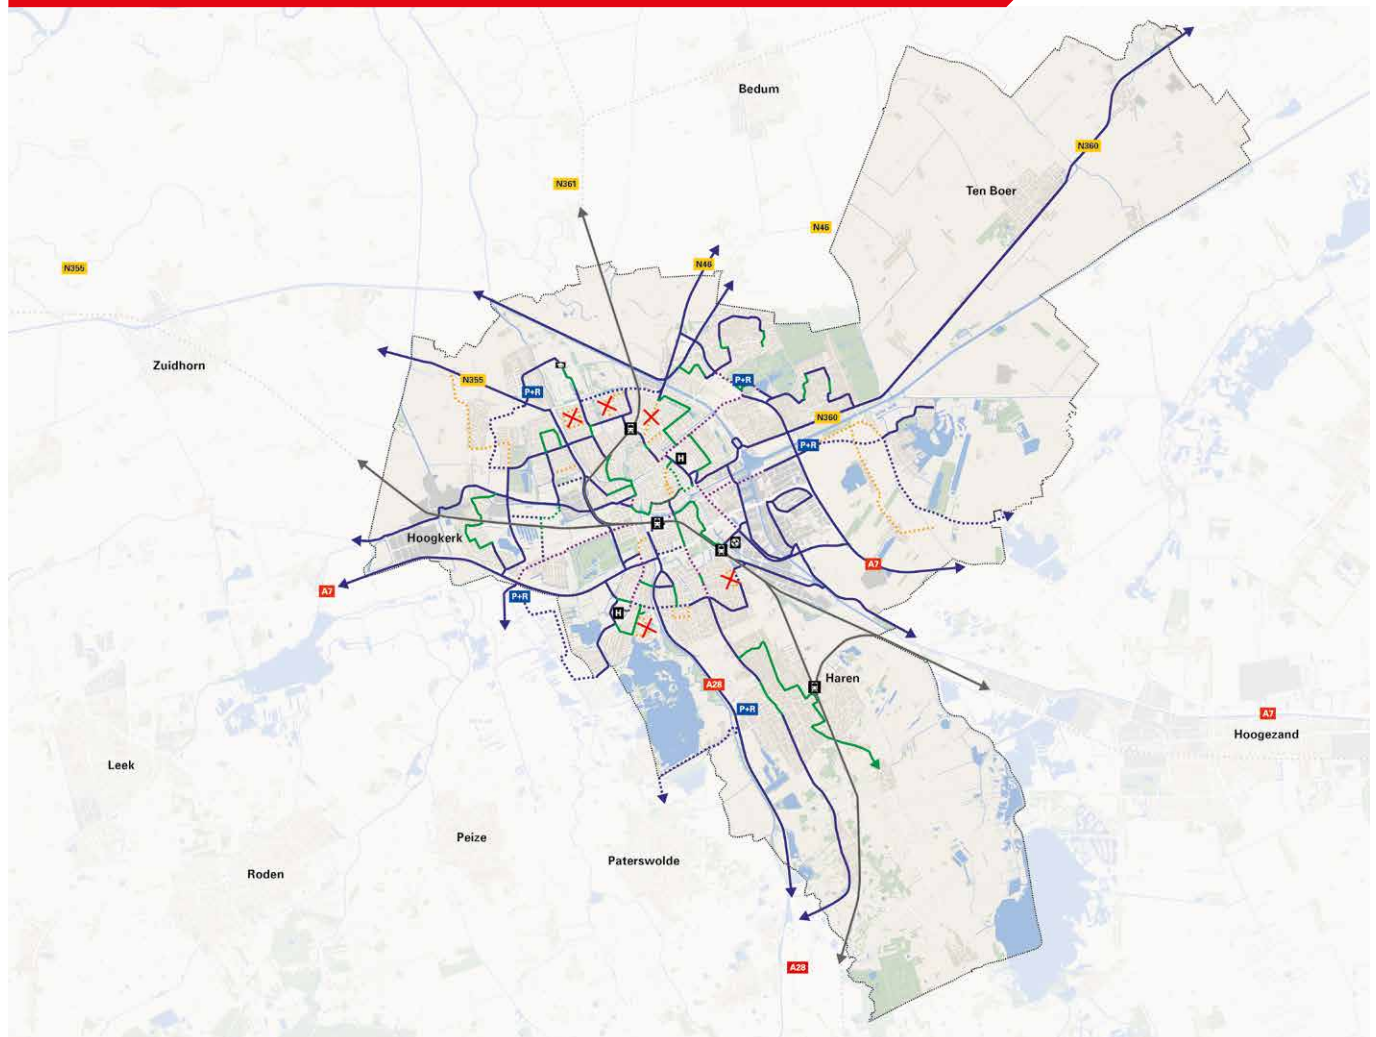 Bedum
N360
N361
Ten Boer
N46
N46
N355
Zuidhorn
N355
P+R
P+R
N360
P+R
H
Hoogkerk
A7
A7
P+R
H
Haren
A28
P+R
A7
Hoogezand
Leek
Peize
Paterswolde
Roden
A28